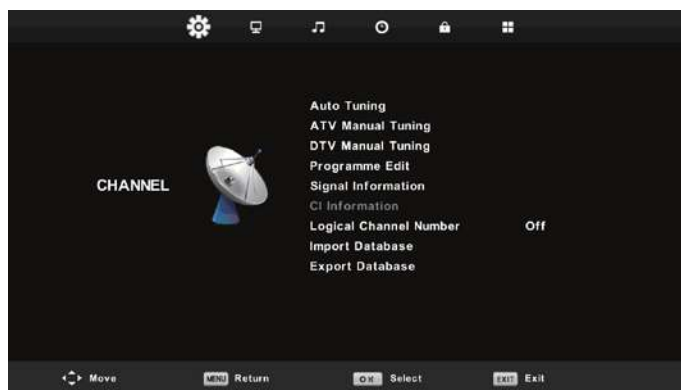 Auto Tuning
ATV Manual Tuning
DTV Manual Tuning
Programme Edit
CHANNEL
Signal Information
CI Information
Logical Channel Number Off
Import Database
Export Database
Move MENU Return OK Select EXIT Exit